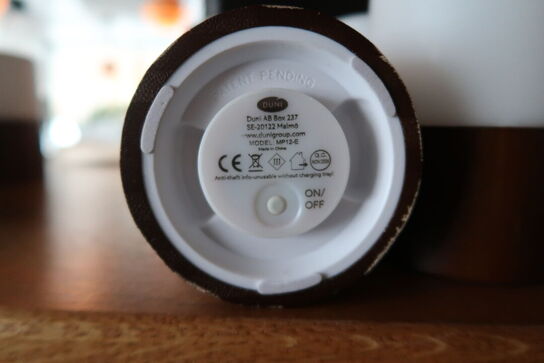 PATENT PENDING
DUNI
Duni AB Box 237
SE-20122 Malmö
www.dunigroup.com
MODEL: MP12-E
Made in China
CE
Anti-theft: info-unusable without charging tray!
ON/
OFF